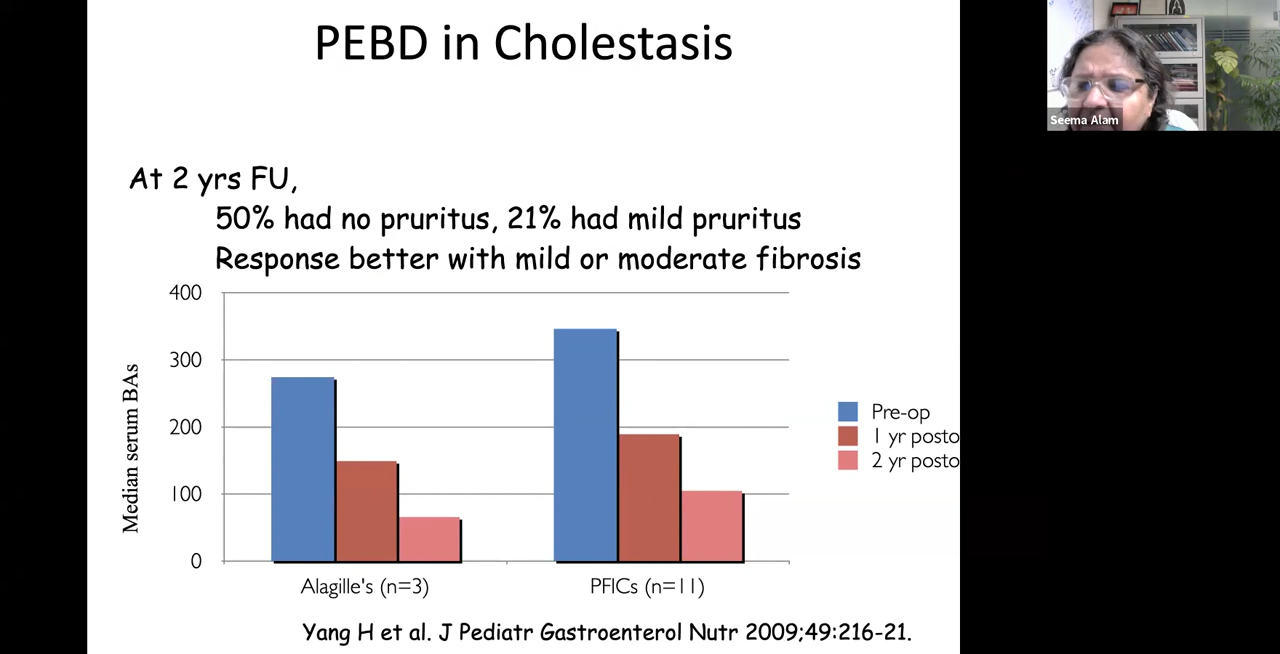 PEBD in Cholestasis
Seema Alam
At 2 yrs FU,
50% had no pruritus, 21% had mild pruritus
Response better with mild or moderate fibrosis
400
300
200
100
0
Median serum BAs
Pre-op
1 yr posto
2 yr posto
Alagille's (n=3)
PFICs (n=11)
Yang H et al. J Pediatr Gastroenterol Nutr 2009;49:216-21.